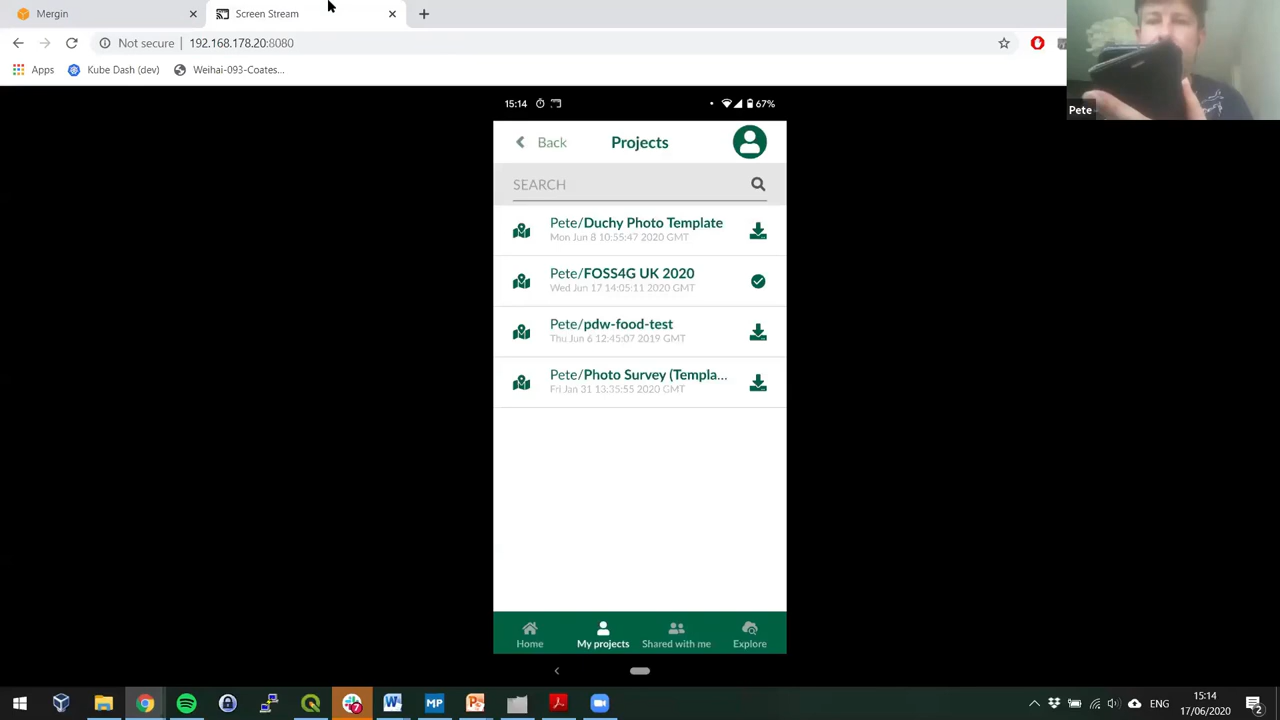 Mergin
Screen Stream
Not secure | 192.168.178.20:8080
Apps
Kube Dash (dev)
Weihai-093-Coates...
Pete
15:14
67%
Back
Projects
SEARCH
Pete/Duchy Photo Template
Mon Jun 8 10:55:47 2020 GMT
Pete/FOSS4G UK 2020
Wed Jun 17 14:05:11 2020 GMT
Pete/pdw-food-test
Thu Jun 6 12:45:07 2019 GMT
Pete/Photo Survey (Templa...
Fri Jan 31 13:35:55 2020 GMT
Home
My projects
Shared with me
Explore
MP
ENG
15:14
17/06/2020
2